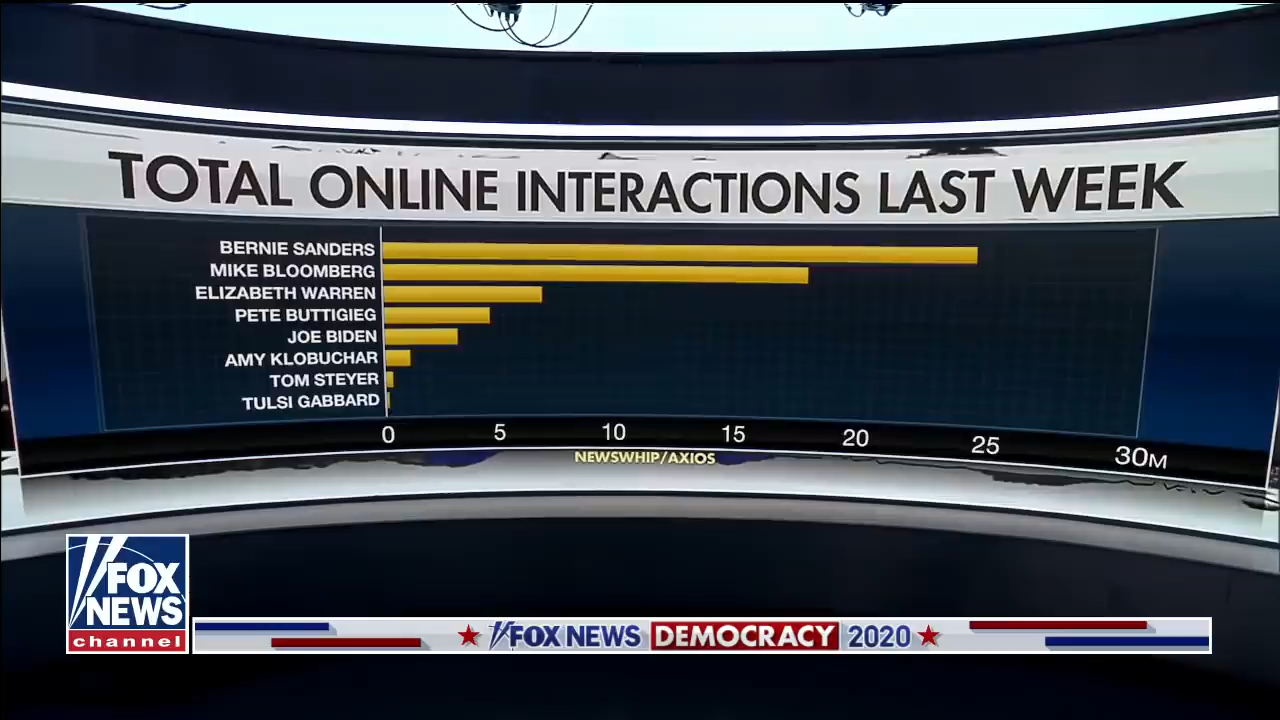 TOTAL ONLINE INTERACTIONS LAST WEEK
BERNIE SANDERS
MIKE BLOOMBERG
ELIZABETH WARREN
PETE BUTTIGIEG
JOE BIDEN
AMY KLOBUCHAR
TOM STEYER
TULSI GABBARD
0 5 10 15 20 25 30M
NEWSWHIP/AXIOS
FOX
NEWS
channel
FOX NEWS DEMOCRACY 2020